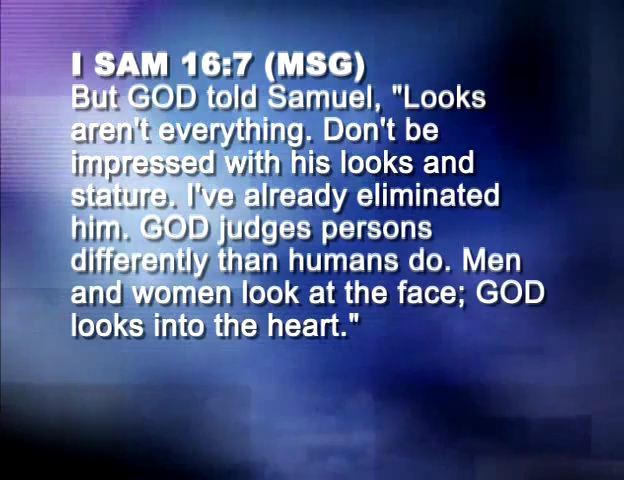 I SAM 16:7 (MSG)
But GOD told Samuel, "Looks
aren't everything. Don't be
impressed with his looks and
stature. I've already eliminated
him. GOD judges persons
differently than humans do. Men
and women look at the face; GOD
looks into the heart."